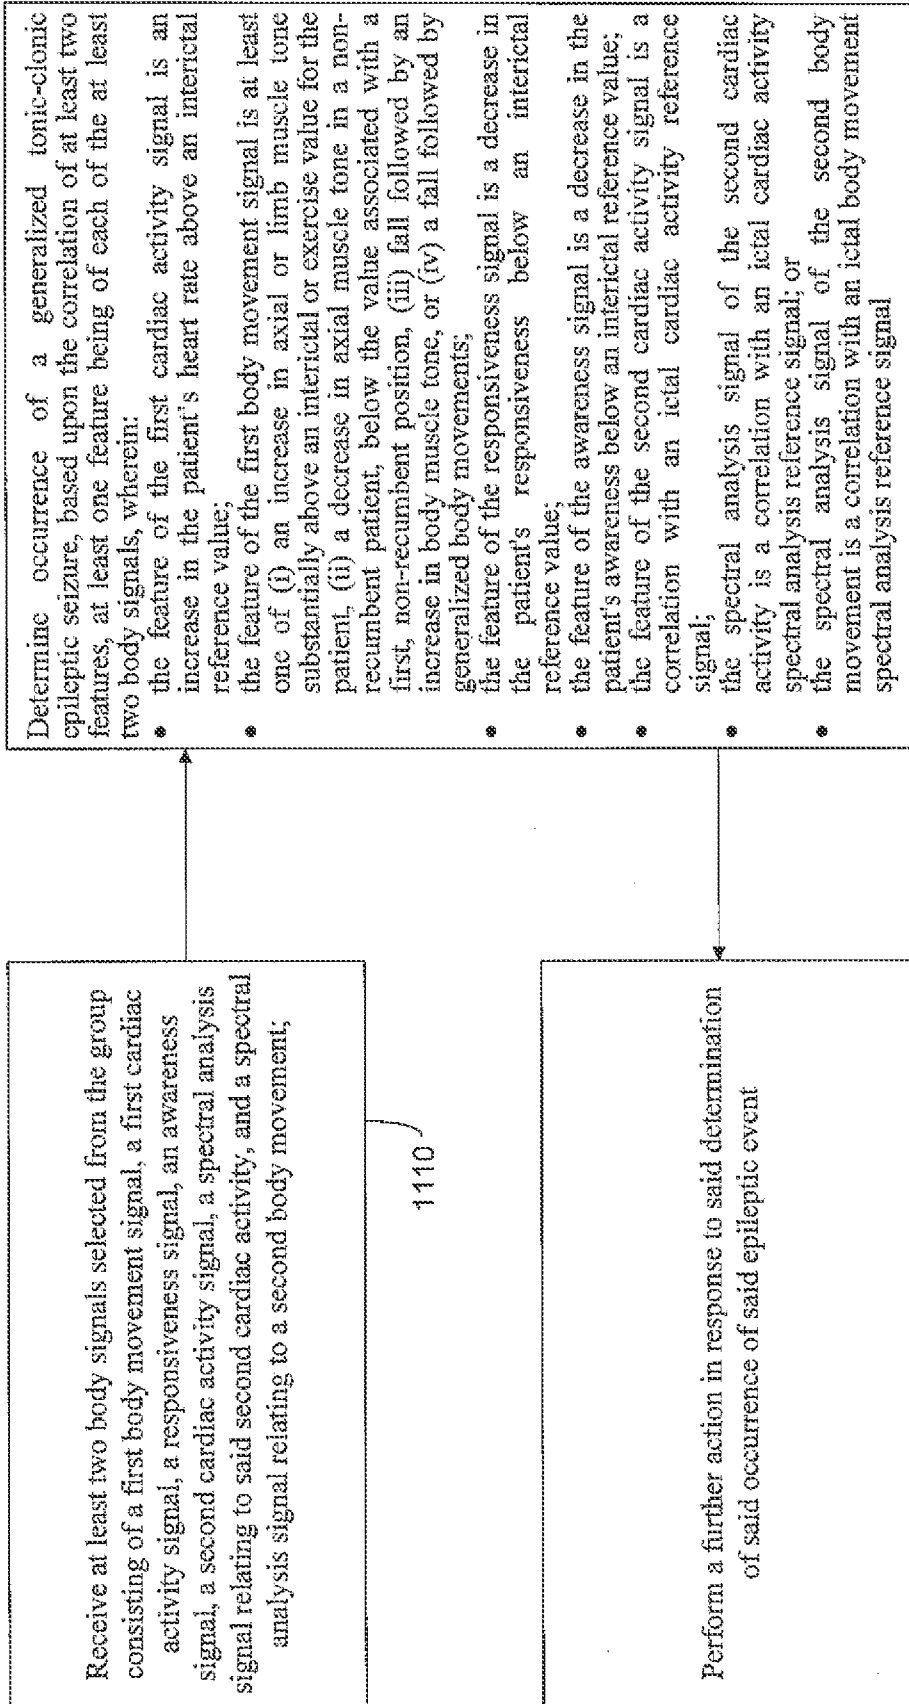 Receive at least two body signals selected from the group
consisting of a first body movement signal, a first cardiac
activity signal, a responsiveness signal, an awareness
signal, a second cardiac activity signal, a spectral analysis
signal relating to said second cardiac activity, and a spectral
analysis signal relating to a second body movement;
1110
Determine occurrence of a generalized tonic-clonic
epileptic seizure, based upon the correlation of at least two
features, at least one feature being of each of the at least
two body signals, wherein:
• the feature of the first cardiac activity signal is an
increase in the patient's heart rate above an interictal
reference value;
• the feature of the first body movement signal is at least
one of (i) an increase in axial or limb muscle tone
substantially above an interictal or exercise value for the
patient, (ii) a decrease in axial muscle tone in a non-
recumbent patient, below the value associated with a
first, non-recumbent position, (iii) fall followed by an
increase in body muscle tone, or (iv) a fall followed by
generalized body movements;
• the feature of the responsiveness signal is a decrease in
the patient's responsiveness below an interictal
reference value;
• the feature of the awareness signal is a decrease in the
patient's awareness below an interictal reference value;
• the feature of the second cardiac activity signal is a
correlation with an ictal cardiac activity reference
signal;
• the spectral analysis signal of the second cardiac
activity is a correlation with an ictal cardiac activity
spectral analysis reference signal; or
• the spectral analysis signal of the second body
movement is a correlation with an ictal body movement
spectral analysis reference signal
Perform a further action in response to said determination
of said occurrence of said epileptic event